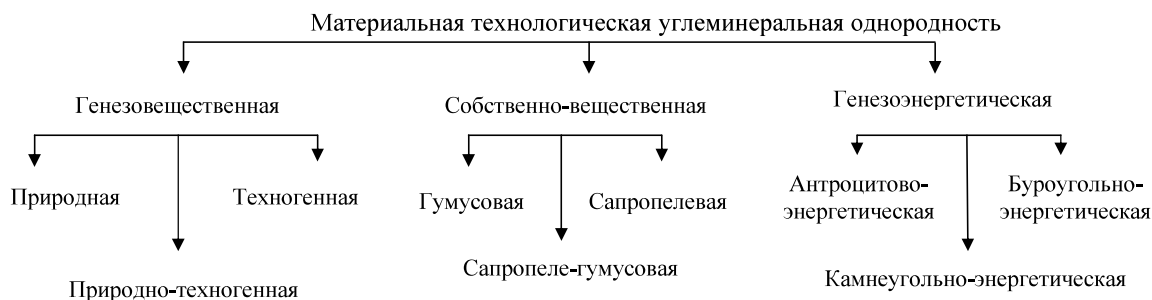 Материальная технологическая углеминеральная однородность
Генезовещественная
Собственно-вещественная
Генезоэнергетическая
Природная
Техногенная
Гумусовая
Сапропелевая
Антроцитово-
энергетическая
Буроугольно-
энергетическая
Природно-техногенная
Сапропеле-гумусовая
Камнеугольно-энергетическая